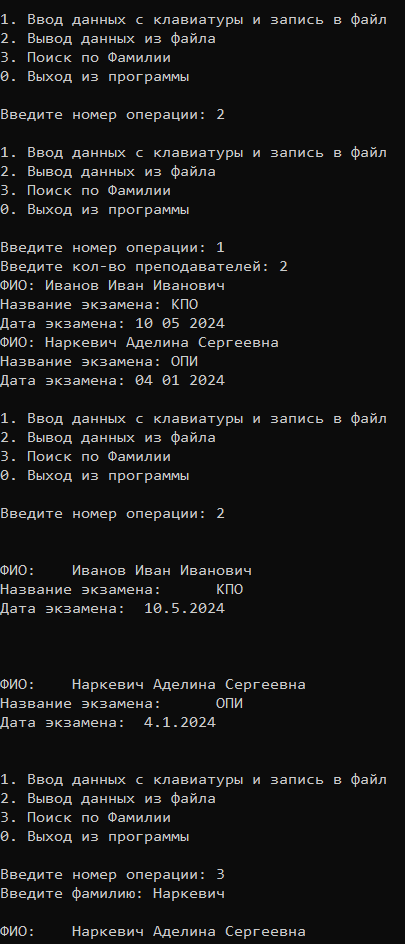 1. Ввод данных с клавиатуры и запись в файл
2. Вывод данных из файла
3. Поиск по Фамилии
0. Выход из программы
Введите номер операции: 2
1. Ввод данных с клавиатуры и запись в файл
2. Вывод данных из файла
3. Поиск по Фамилии
0. Выход из программы
Введите номер операции: 1
Введите кол-во преподавателей: 2
ФИО: Иванов Иван Иванович
Название экзамена: КПО
Дата экзамена: 10 05 2024
ФИО: Наркевич Аделина Сергеевна
Название экзамена: ОПИ
Дата экзамена: 04 01 2024
1. Ввод данных с клавиатуры и запись в файл
2. Вывод данных из файла
3. Поиск по Фамилии
0. Выход из программы
Введите номер операции: 2
ФИО:    Иванов Иван Иванович
Название экзамена:      КПО
Дата экзамена:  10.5.2024
ФИО:    Наркевич Аделина Сергеевна
Название экзамена:      ОПИ
Дата экзамена:  4.1.2024
1. Ввод данных с клавиатуры и запись в файл
2. Вывод данных из файла
3. Поиск по Фамилии
0. Выход из программы
Введите номер операции: 3
Введите фамилию: Наркевич
ФИО:    Наркевич Аделина Сергеевна